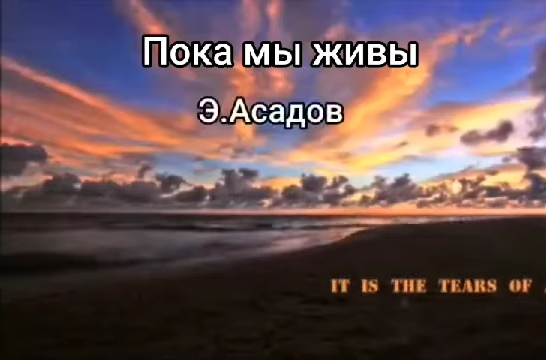 Пока мы живы
Э.Асадов
IT IS THE TEARS OF